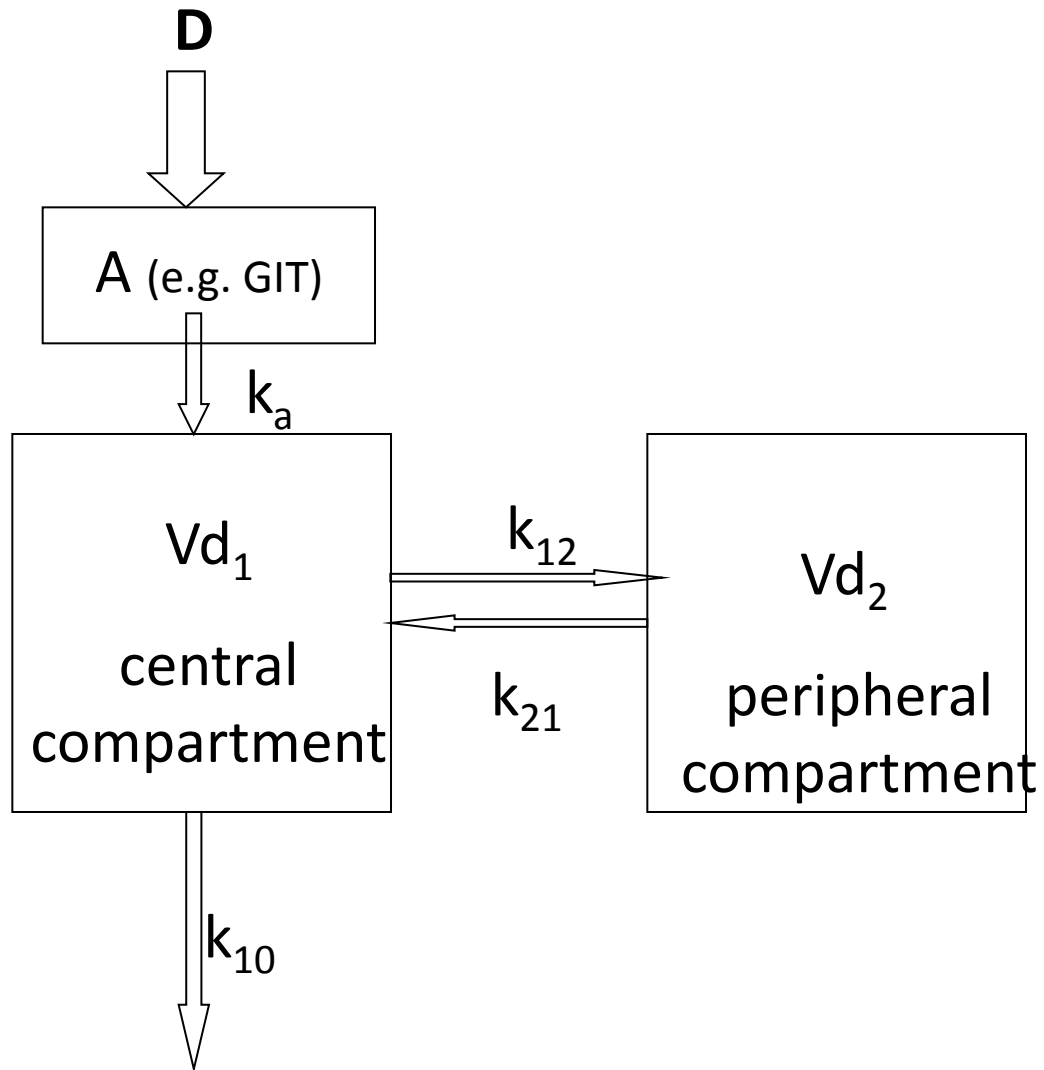 D
A (e.g. GIT)
kₐ
Vd₁
central
compartment
k₁₂
k₂₁
Vd₂
peripheral
compartment
k₁₀